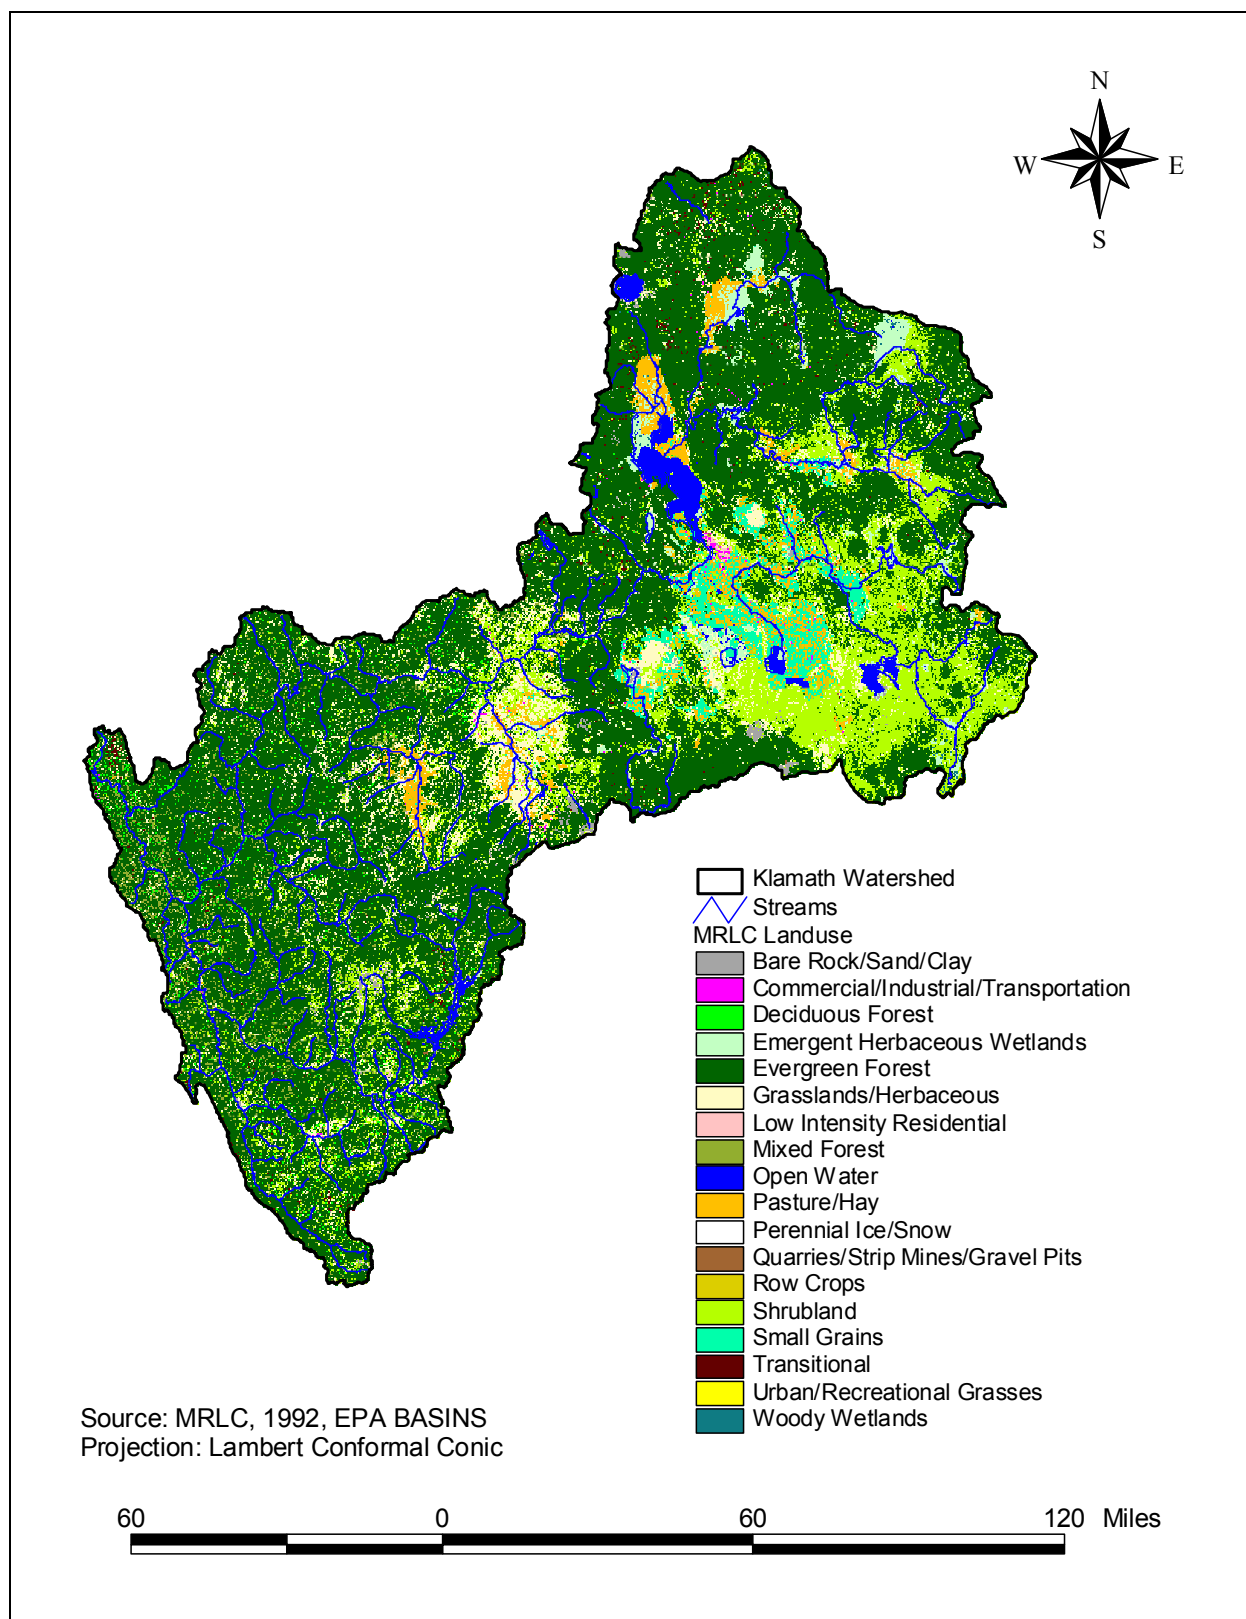 N
W E
S
Klamath Watershed
Streams
MRLC Landuse
Bare Rock/Sand/Clay
Commercial/Industrial/Transportation
Deciduous Forest
Emergent Herbaceous Wetlands
Evergreen Forest
Grasslands/Herbaceous
Low Intensity Residential
Mixed Forest
Open Water
Pasture/Hay
Perennial Ice/Snow
Quarries/Strip Mines/Gravel Pits
Row Crops
Shrubland
Small Grains
Transitional
Urban/Recreational Grasses
Woody Wetlands
Source: MRLC, 1992, EPA BASINS
Projection: Lambert Conformal Conic
60 0 60 120 Miles